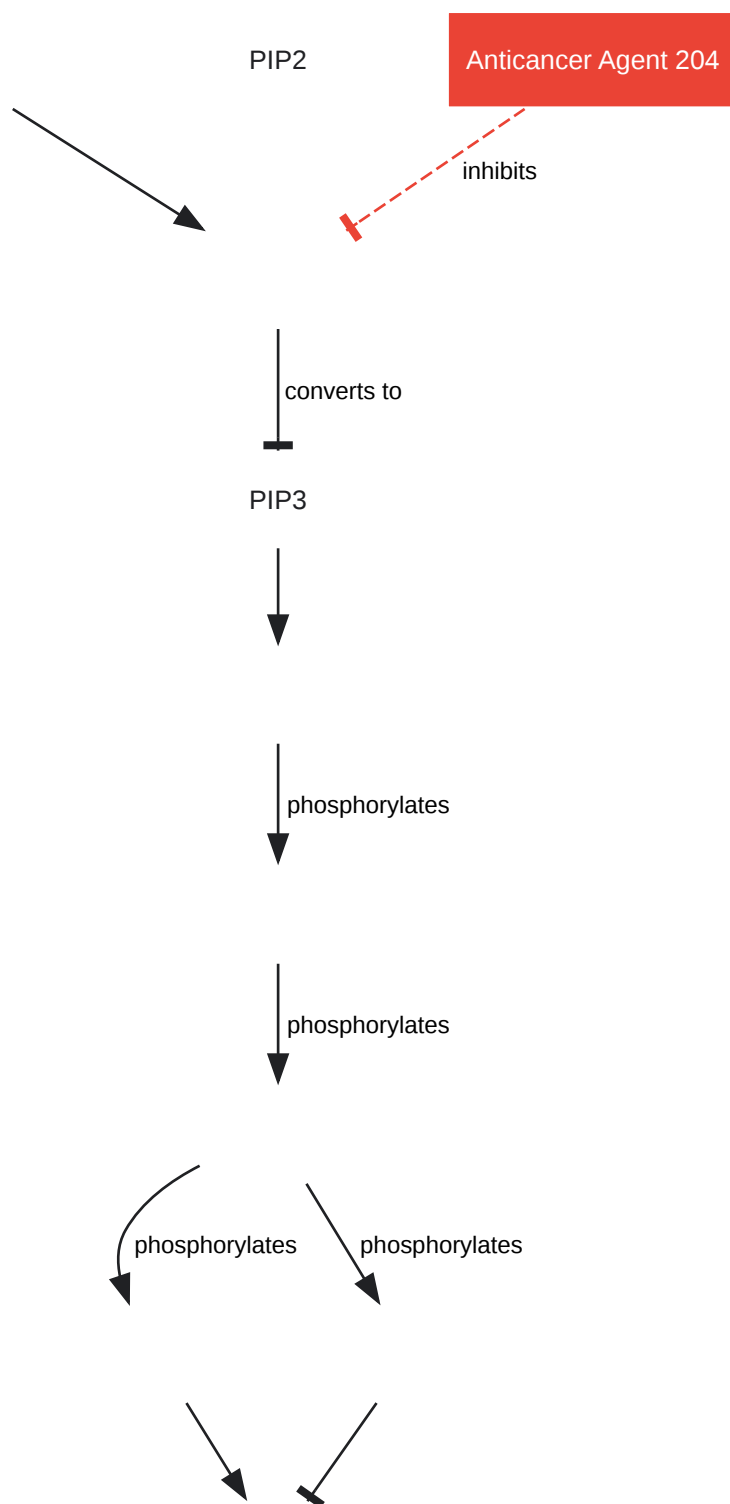 PIP2
Anticancer Agent 204
inhibits
converts to
PIP3
phosphorylates
phosphorylates
phosphorylates
phosphorylates